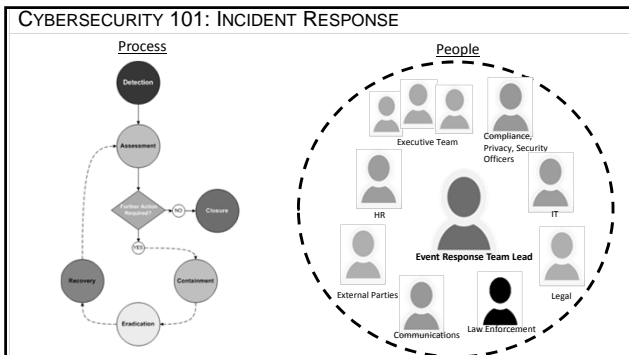 CYBERSECURITY 101: INCIDENT RESPONSE
Process
Detection
Assessment
Further Action
Required?
NO
Closure
YES
Recovery
Containment
Eradication
People
Executive Team
Compliance,
Privacy, Security
Officers
HR
IT
Event Response Team Lead
External Parties
Legal
Communications
Law Enforcement